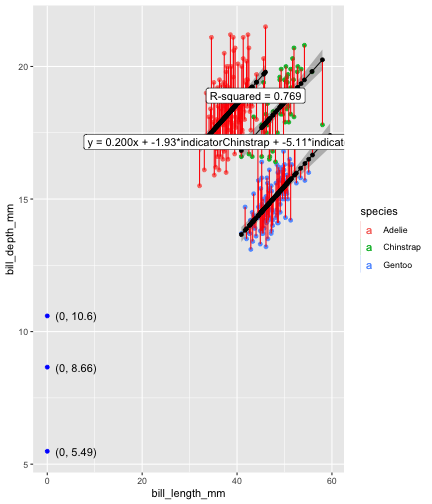 20
15
10
5
0
20
40
60
bill_depth_mm
bill_length_mm
R-squared = 0.769
y = 0.200x + -1.93*indicatorChinstrap + -5.11*indicat
(0, 10.6)
(0, 8.66)
(0, 5.49)
species
a Adelie
a Chinstrap
a Gentoo